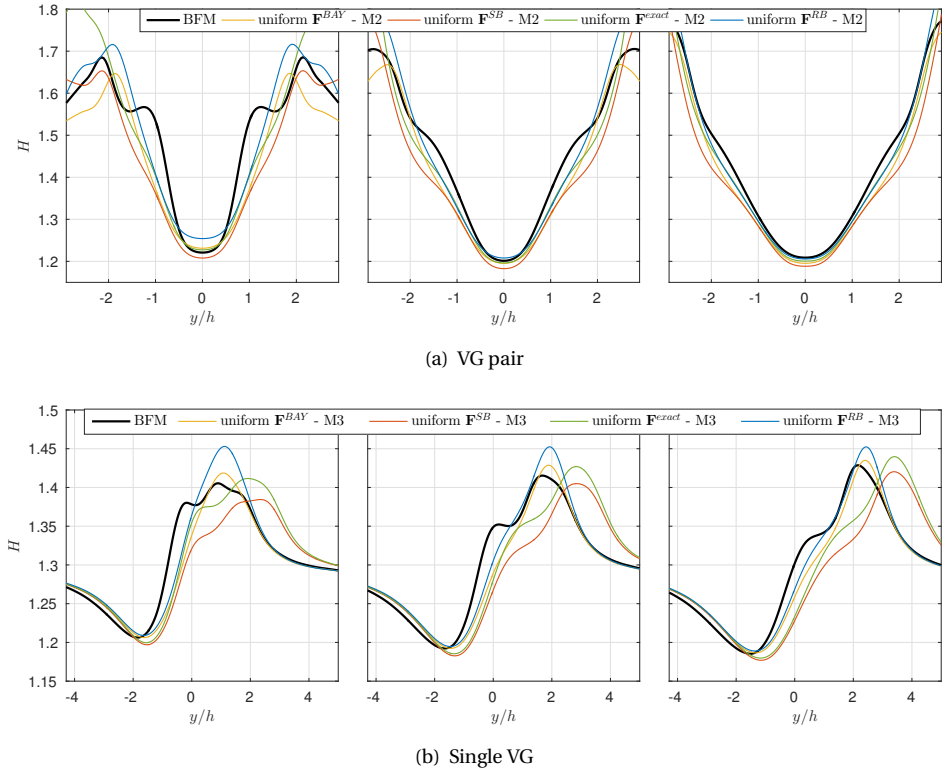 BFM uniform F^BAY - M2 uniform F^SB - M2 uniform F^exact - M2 uniform F^RB - M2
H
1.8
1.7
1.6
1.5
1.4
1.3
1.2
-2 -1 0 1 2
-2 -1 0 1 2
-2 -1 0 1 2
y/h y/h y/h
(a) VG pair
BFM uniform F^BAY - M3 uniform F^SB - M3 uniform F^exact - M3 uniform F^RB - M3
H
1.5
1.45
1.4
1.35
1.3
1.25
1.2
1.15
-4 -2 0 2 4
-4 -2 0 2 4
-4 -2 0 2 4
y/h y/h y/h
(b) Single VG